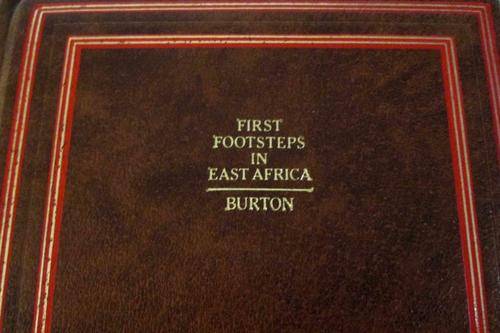 FIRST
FOOTSTEPS
IN
EAST AFRICA
BURTON